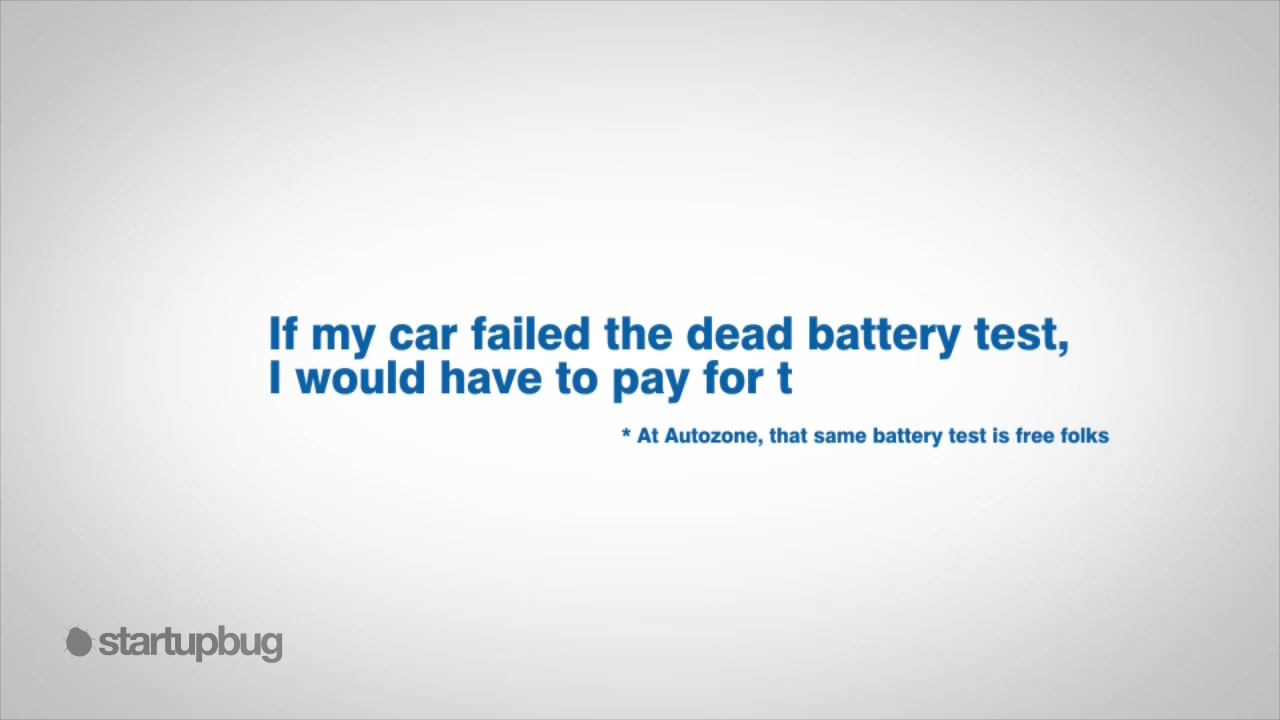 If my car failed the dead battery test,
I would have to pay for t
* At Autozone, that same battery test is free folks
startupbug